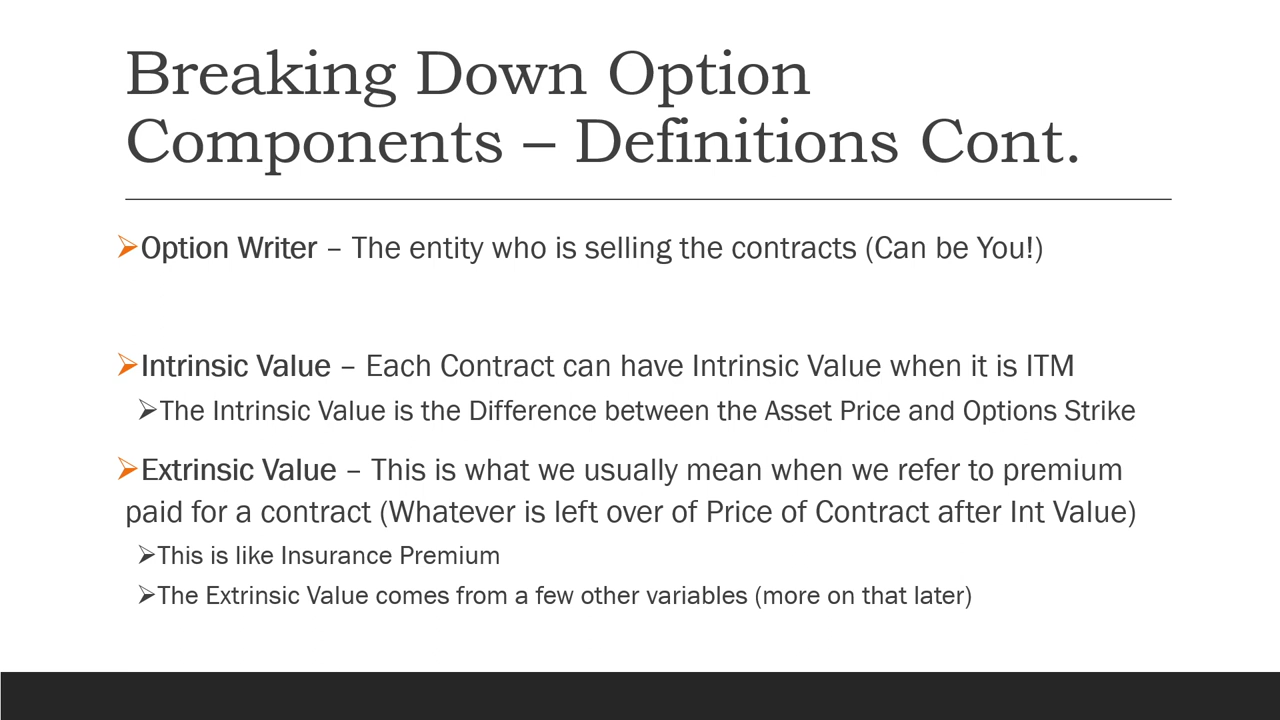 Breaking Down Option
Components – Definitions Cont.
➢Option Writer – The entity who is selling the contracts (Can be You!)
➢Intrinsic Value – Each Contract can have Intrinsic Value when it is ITM
➢The Intrinsic Value is the Difference between the Asset Price and Options Strike
➢Extrinsic Value – This is what we usually mean when we refer to premium
paid for a contract (Whatever is left over of Price of Contract after Int Value)
➢This is like Insurance Premium
➢The Extrinsic Value comes from a few other variables (more on that later)